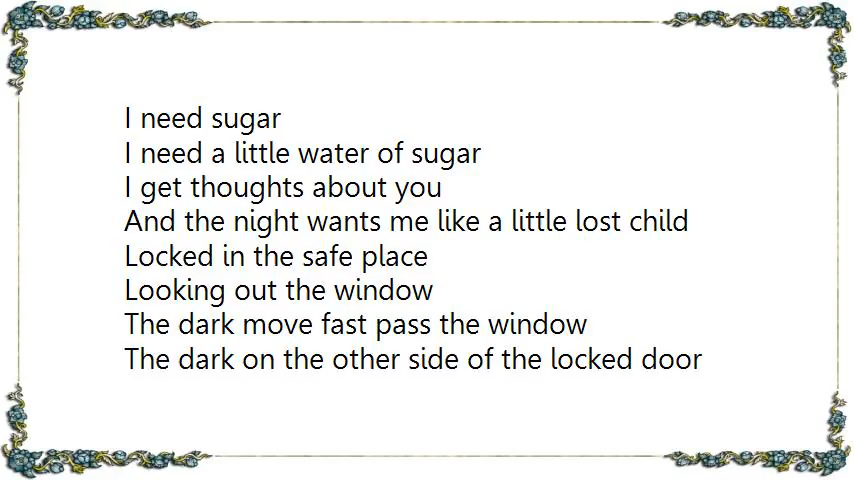 I need sugar
I need a little water of sugar
I get thoughts about you
And the night wants me like a little lost child
Locked in the safe place
Looking out the window
The dark move fast pass the window
The dark on the other side of the locked door